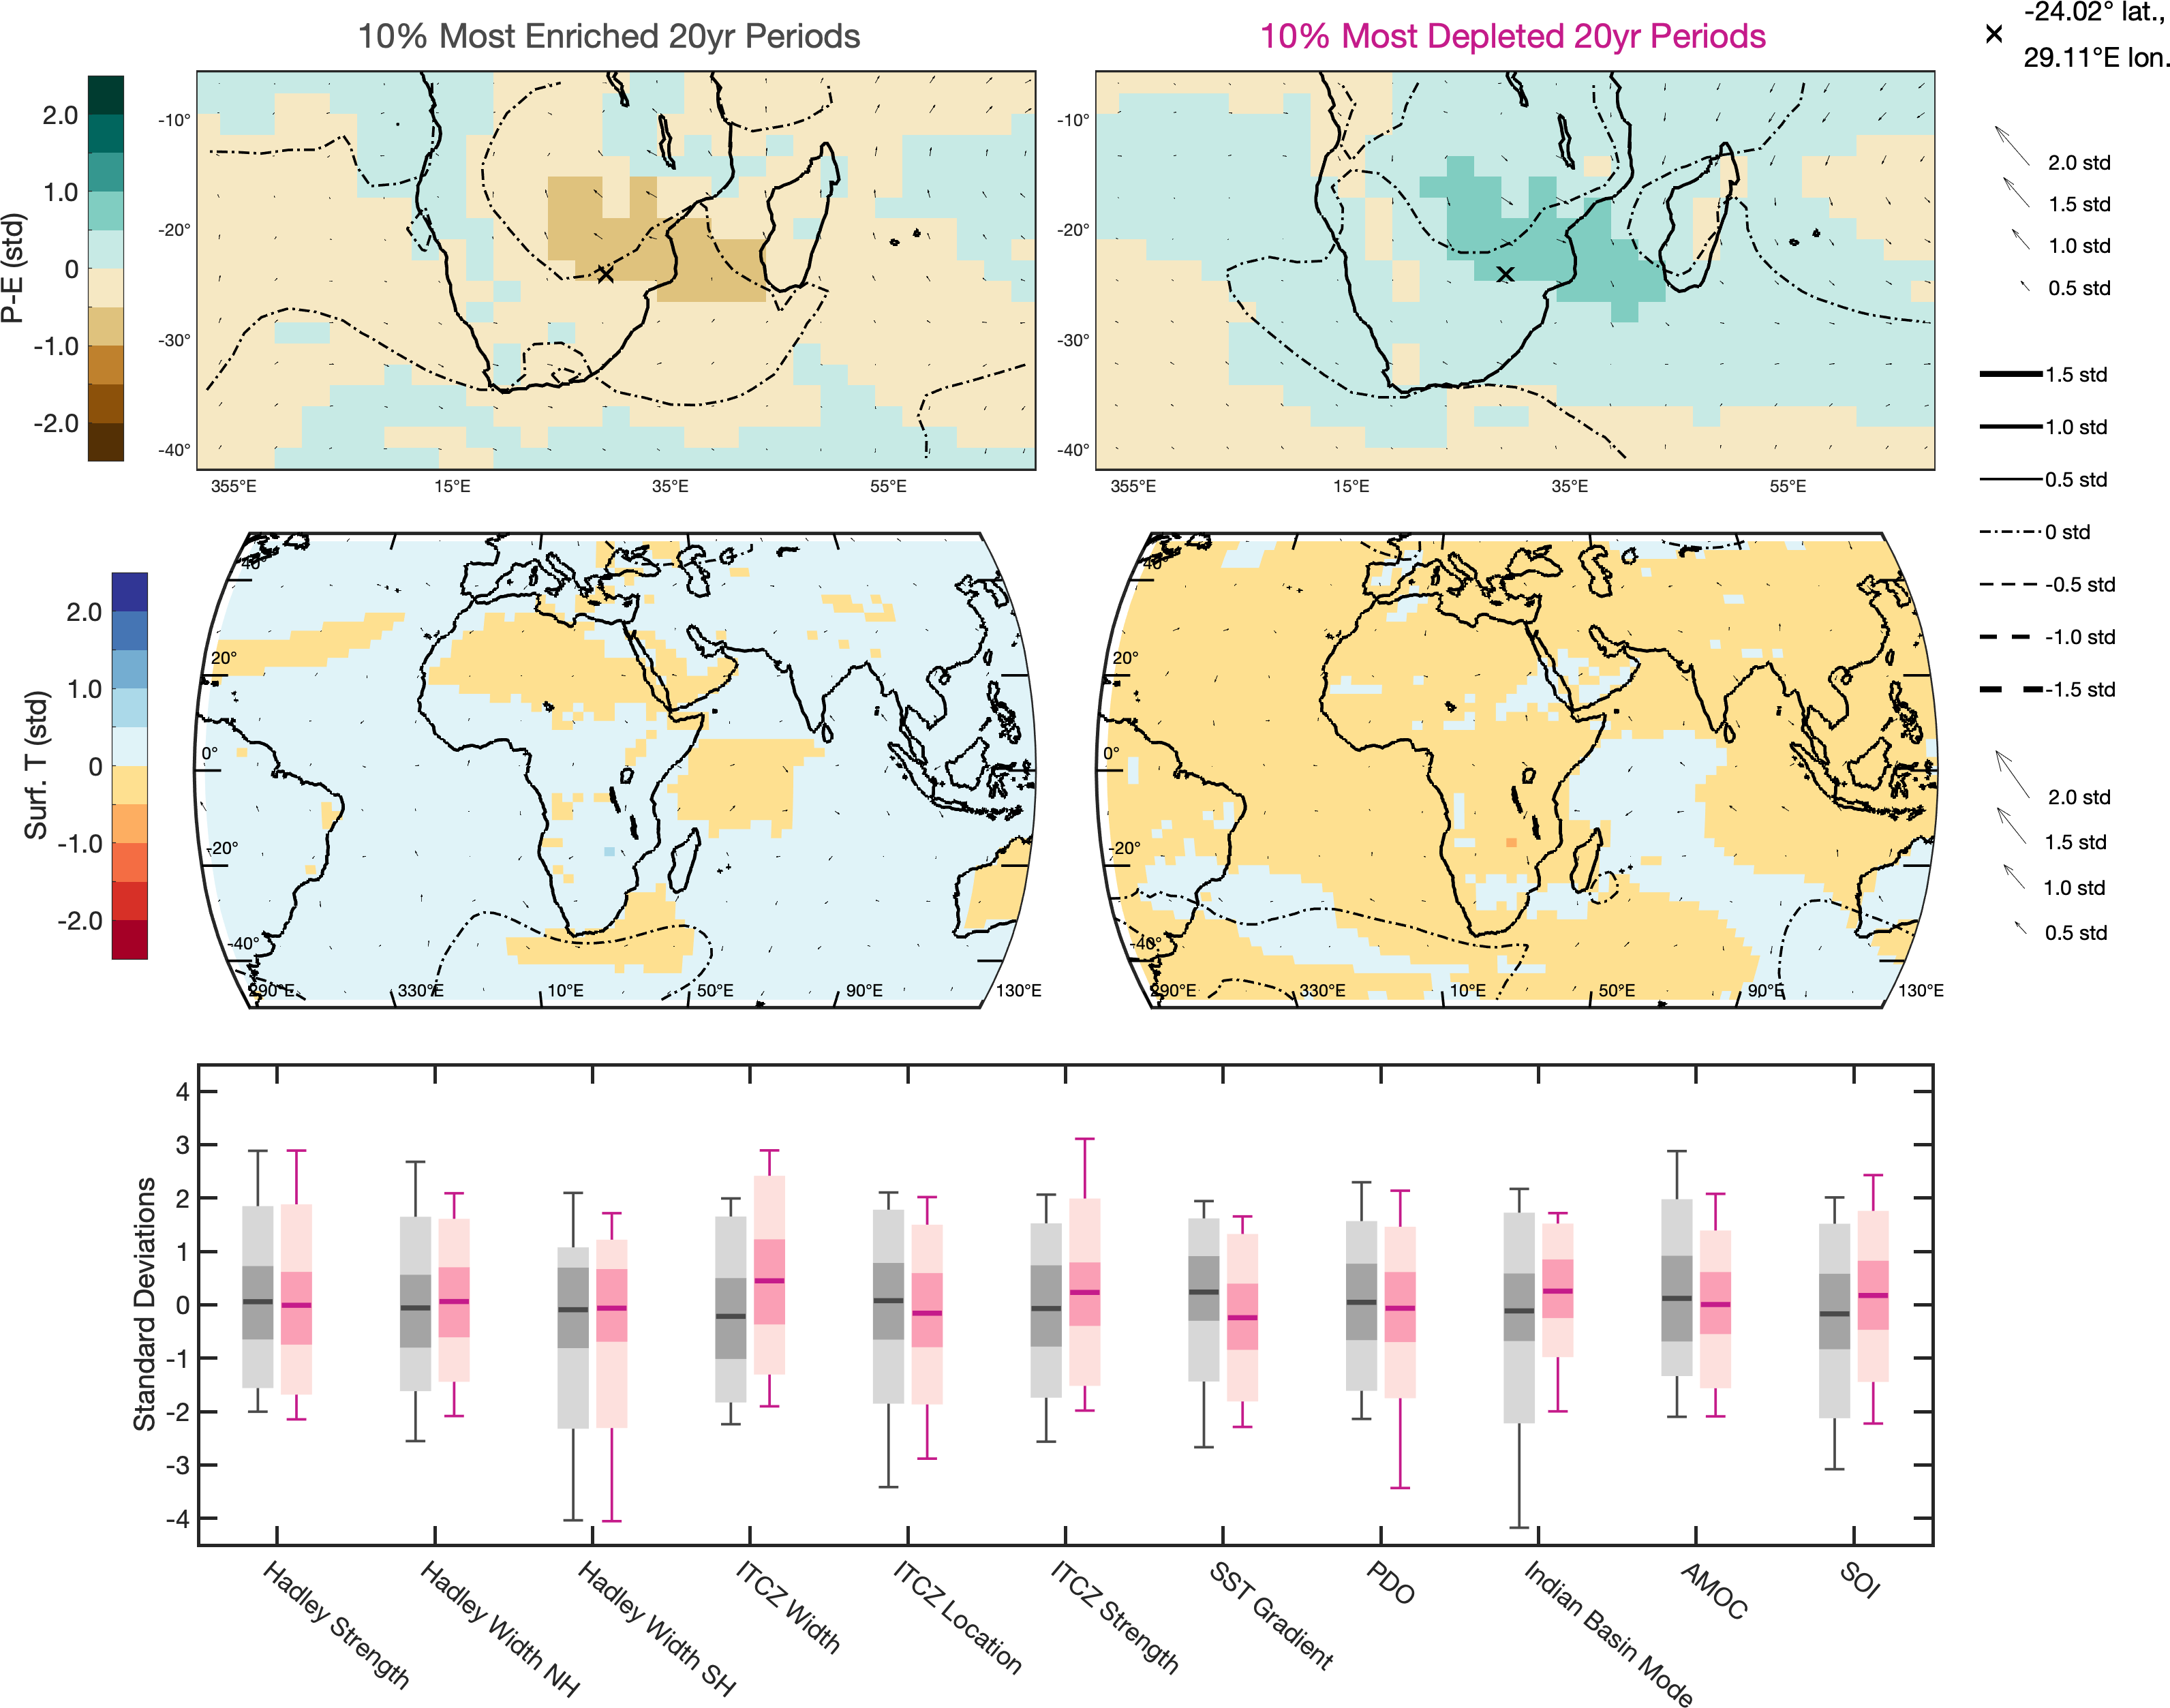 10% Most Enriched 20yr Periods
10% Most Depleted 20yr Periods
-24.02° lat.,
29.11°E lon.
P-E (std)
2.0
1.0
0
-1.0
-2.0
-10°
-20°
-30°
-40°
355°E
15°E
35°E
55°E
-10°
-20°
-30°
-40°
355°E
15°E
35°E
55°E
2.0 std
1.5 std
1.0 std
0.5 std
1.5 std
1.0 std
0.5 std
0 std
-0.5 std
-1.0 std
-1.5 std
Surf. T (std)
2.0
1.0
0
-1.0
-2.0
40°
20°
0°
-20°
-40°
290°E
330°E
10°E
50°E
90°E
130°E
40°
20°
0°
-20°
-40°
290°E
330°E
10°E
50°E
90°E
130°E
2.0 std
1.5 std
1.0 std
0.5 std
Standard Deviations
4
3
2
1
0
-1
-2
-3
-4
Hadley Strength
Hadley Width NH
Hadley Width SH
ITCZ Width
ITCZ Location
ITCZ Strength
SST Gradient
PDO
Indian Basin Mode
AMOC
SOI